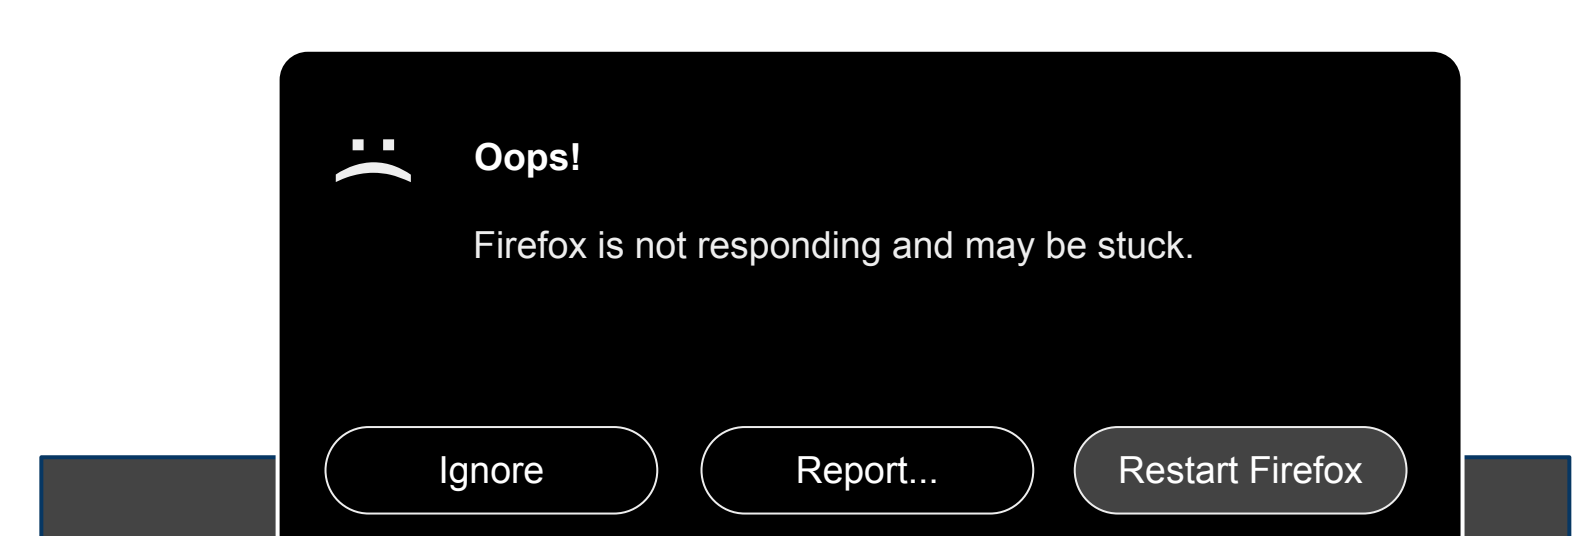 Oops!
Firefox is not responding and may be stuck.
Ignore
Report...
Restart Firefox